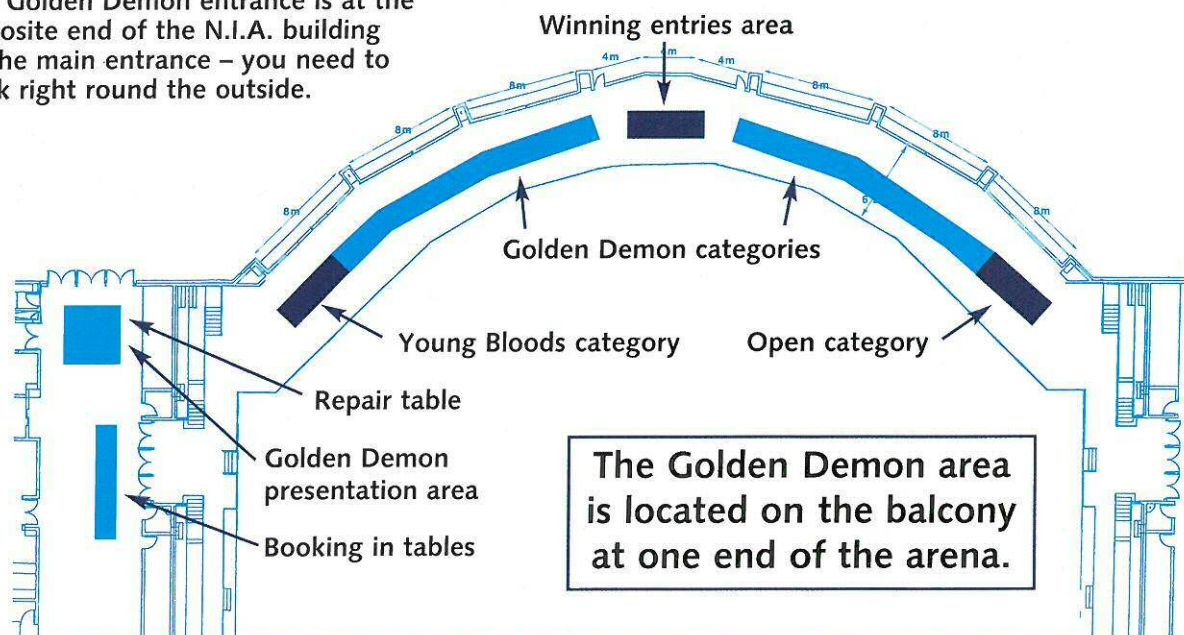 Golden Demon entrance is at the
osite end of the N.I.A. building
he main entrance – you need to
k right round the outside.
Winning entries area
4m
4m
4m
8m
8m
8m
8m
8m
8m
Golden Demon categories
Young Bloods category
Open category
Repair table
Golden Demon
presentation area
Booking in tables
The Golden Demon area
is located on the balcony
at one end of the arena.